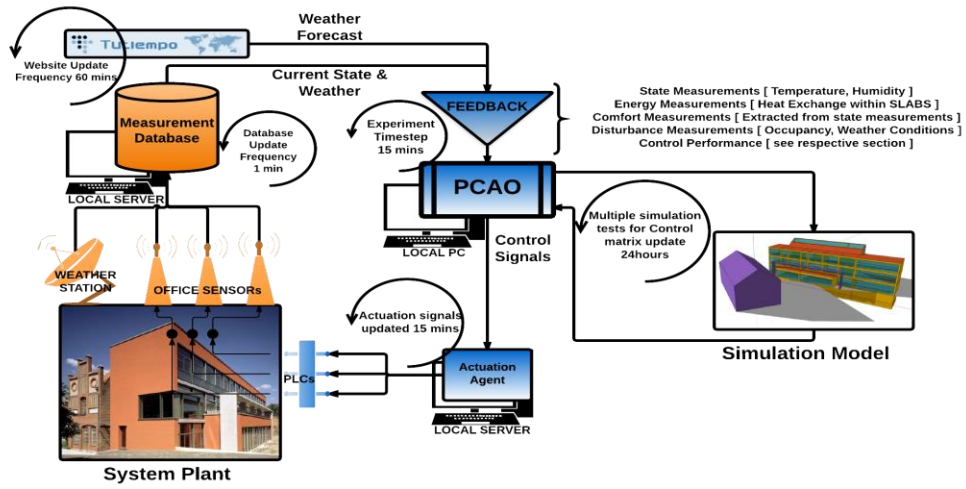 Weather
Forecast
Tutiempo
Website Update
Frequency 60 mins
Current State &
Weather
FEEDBACK
State Measurements [ Temperature, Humidity ]
Energy Measurements [ Heat Exchange within SLABS ]
Comfort Measurements [ Extracted from state measurements ]
Disturbance Measurements [ Occupancy, Weather Conditions ]
Control Performance [ see respective section ]
Measurement
Database
Database
Update
Frequency
1 min
Experiment
Timestep
15 mins
LOCAL SERVER
PCAO
LOCAL PC
Multiple simulation
tests for Control
matrix update
24hours
Control
Signals
WEATHER
STATION
OFFICE SENSORs
Actuation signals
updated 15 mins
Simulation Model
PLCs
Actuation
Agent
LOCAL SERVER
System Plant